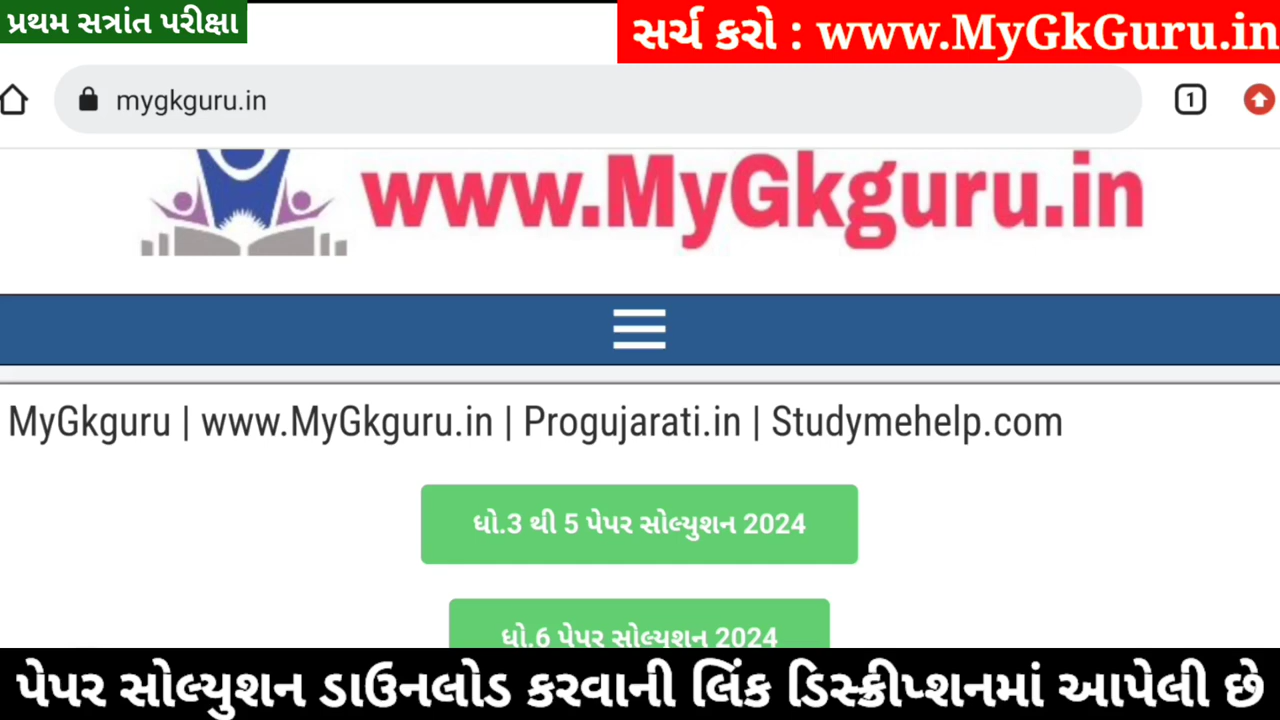 પ્રથમ સત્રાંત પરીક્ષા
સર્ચ કરો : www.MyGkGuru.in
mygkguru.in
1
www.MyGkguru.in
MyGkguru | www.MyGkguru.in | Progujarati.in | Studymehelp.com
ધો.3 થી 5 પેપર સોલ્યુશન 2024
ધો.6 પેપર સોલ્યુશન 2024
પેપર સોલ્યુશન ડાઉનલોડ કરવાની લિંક ડિસ્ક્રીપ્શનમાં આપેલી છે